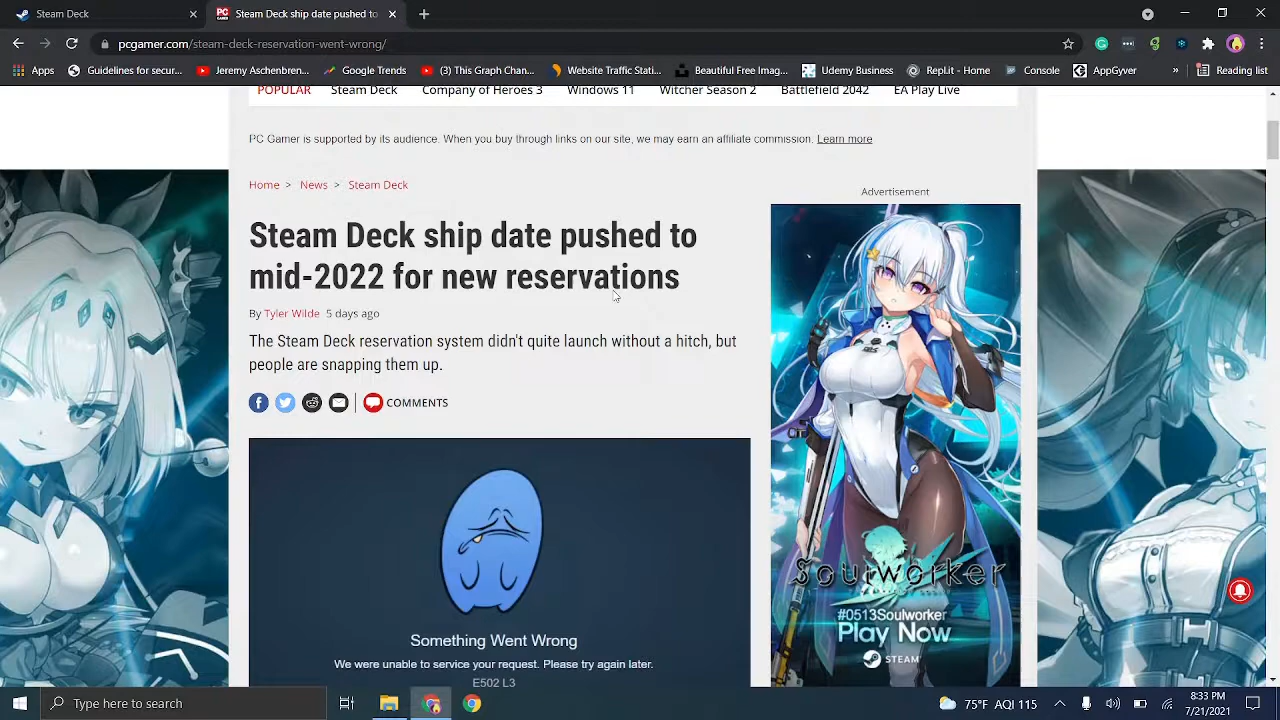 Steam Deck
Steam Deck ship date pushed to
pcgamer.com/steam-deck-reservation-went-wrong/
Apps
Guidelines for secur...
Jeremy Aschenbren...
Google Trends
(3) This Graph Chan...
Website Traffic Stati...
Beautiful Free Imag...
Udemy Business
Replit - Home
Console
AppGyver
»
Reading list
POPULAR
Steam Deck
Company of Heroes 3
Windows 11
Witcher Season 2
Battlefield 2042
EA Play Live
PC Gamer is supported by its audience. When you buy through links on our site, we may earn an affiliate commission. Learn more
Home > News > Steam Deck
Advertisement
Steam Deck ship date pushed to
mid-2022 for new reservations
By Tyler Wilde 5 days ago
The Steam Deck reservation system didn't quite launch without a hitch, but
people are snapping them up.
COMMENTS
Something Went Wrong
We were unable to service your request. Please try again later.
E502 L3
Soulworker
#0513Soulworker
Play Now
STEAM
Type here to search
75°F AQI 115
8:33 PM
7/21/2021